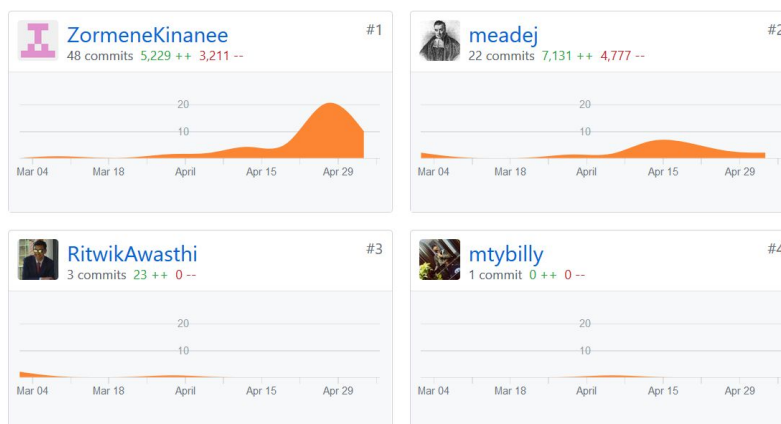 ZormeneKinanee #1
48 commits 5,229 ++ 3,211 --
20
10
Mar 04 Mar 18 April Apr 15 Apr 29
meadej #2
22 commits 7,131 ++ 4,777 --
20
10
Mar 04 Mar 18 April Apr 15 Apr 29
RitwikAwasthi #3
3 commits 23 ++ 0 --
20
10
Mar 04 Mar 18 April Apr 15 Apr 29
mtybilly #4
1 commit 0 ++ 0 --
20
10
Mar 04 Mar 18 April Apr 15 Apr 29